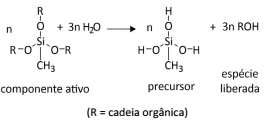 R
O
n R–O–Si–O–R + 3n H₂O → n H–O–Si–O–H + 3n ROH
H
O
CH₃
CH₃
componente ativo
precursor
espécie
liberada
(R = cadeia orgânica)